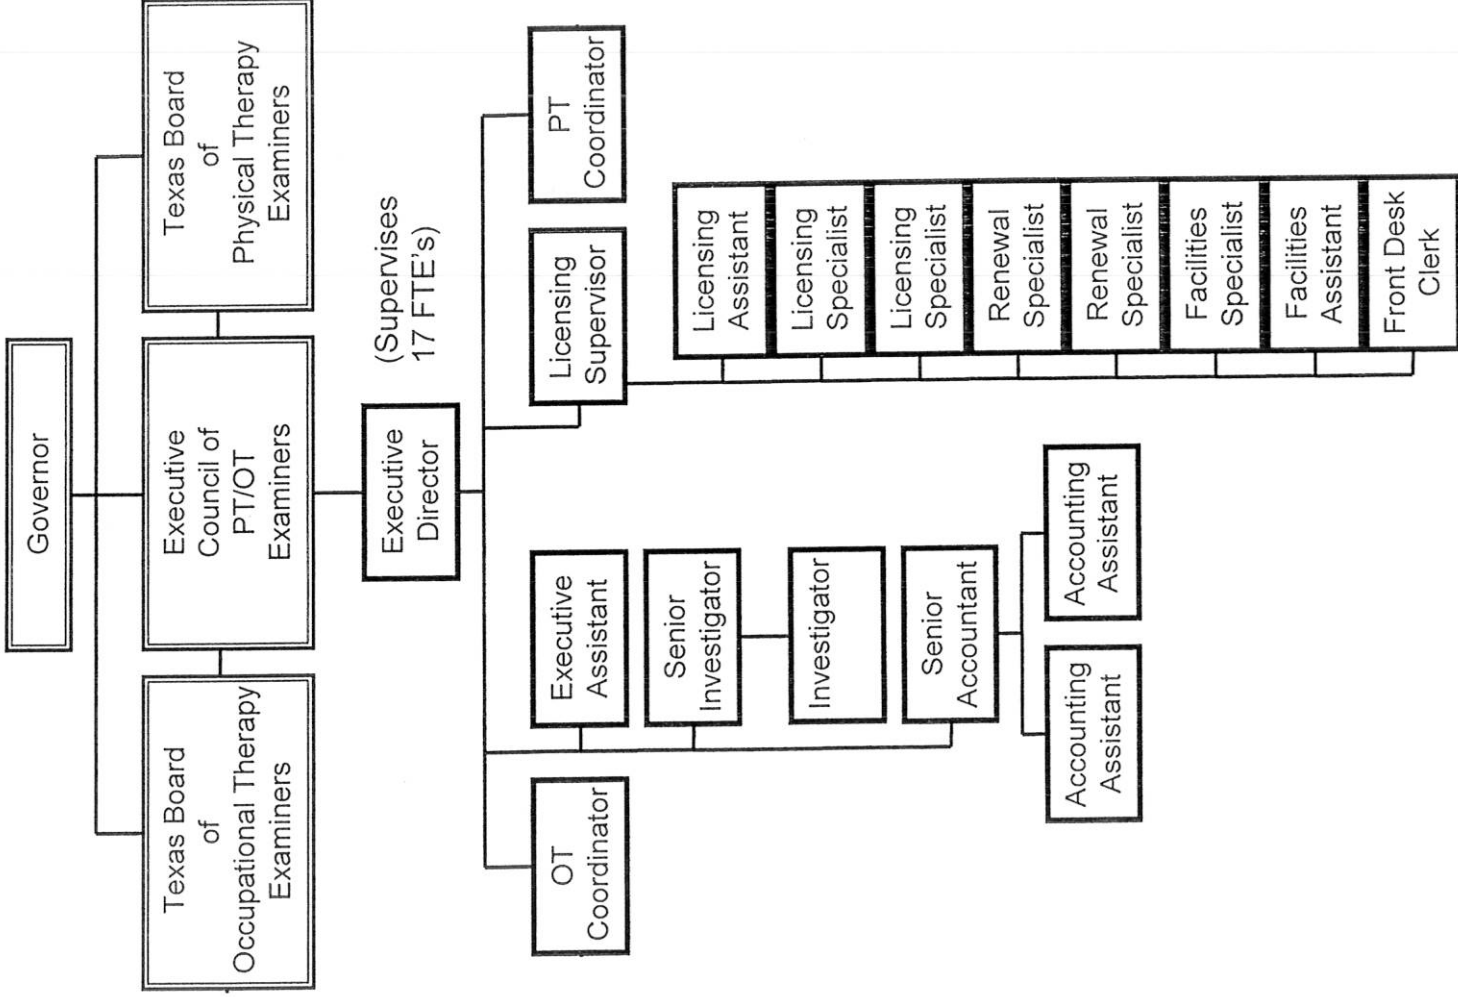 Governor
Texas Board
of
Occupational Therapy
Examiners
Executive
Council of
PT/OT
Examiners
Texas Board
of
Physical Therapy
Examiners
Executive
Director
(Supervises
17 FTE's)
OT
Coordinator
Executive
Assistant
Senior
Investigator
Investigator
Senior
Accountant
Accounting
Assistant
Accounting
Assistant
Licensing
Supervisor
PT
Coordinator
Licensing
Assistant
Licensing
Specialist
Licensing
Specialist
Renewal
Specialist
Renewal
Specialist
Facilities
Specialist
Facilities
Assistant
Front Desk
Clerk